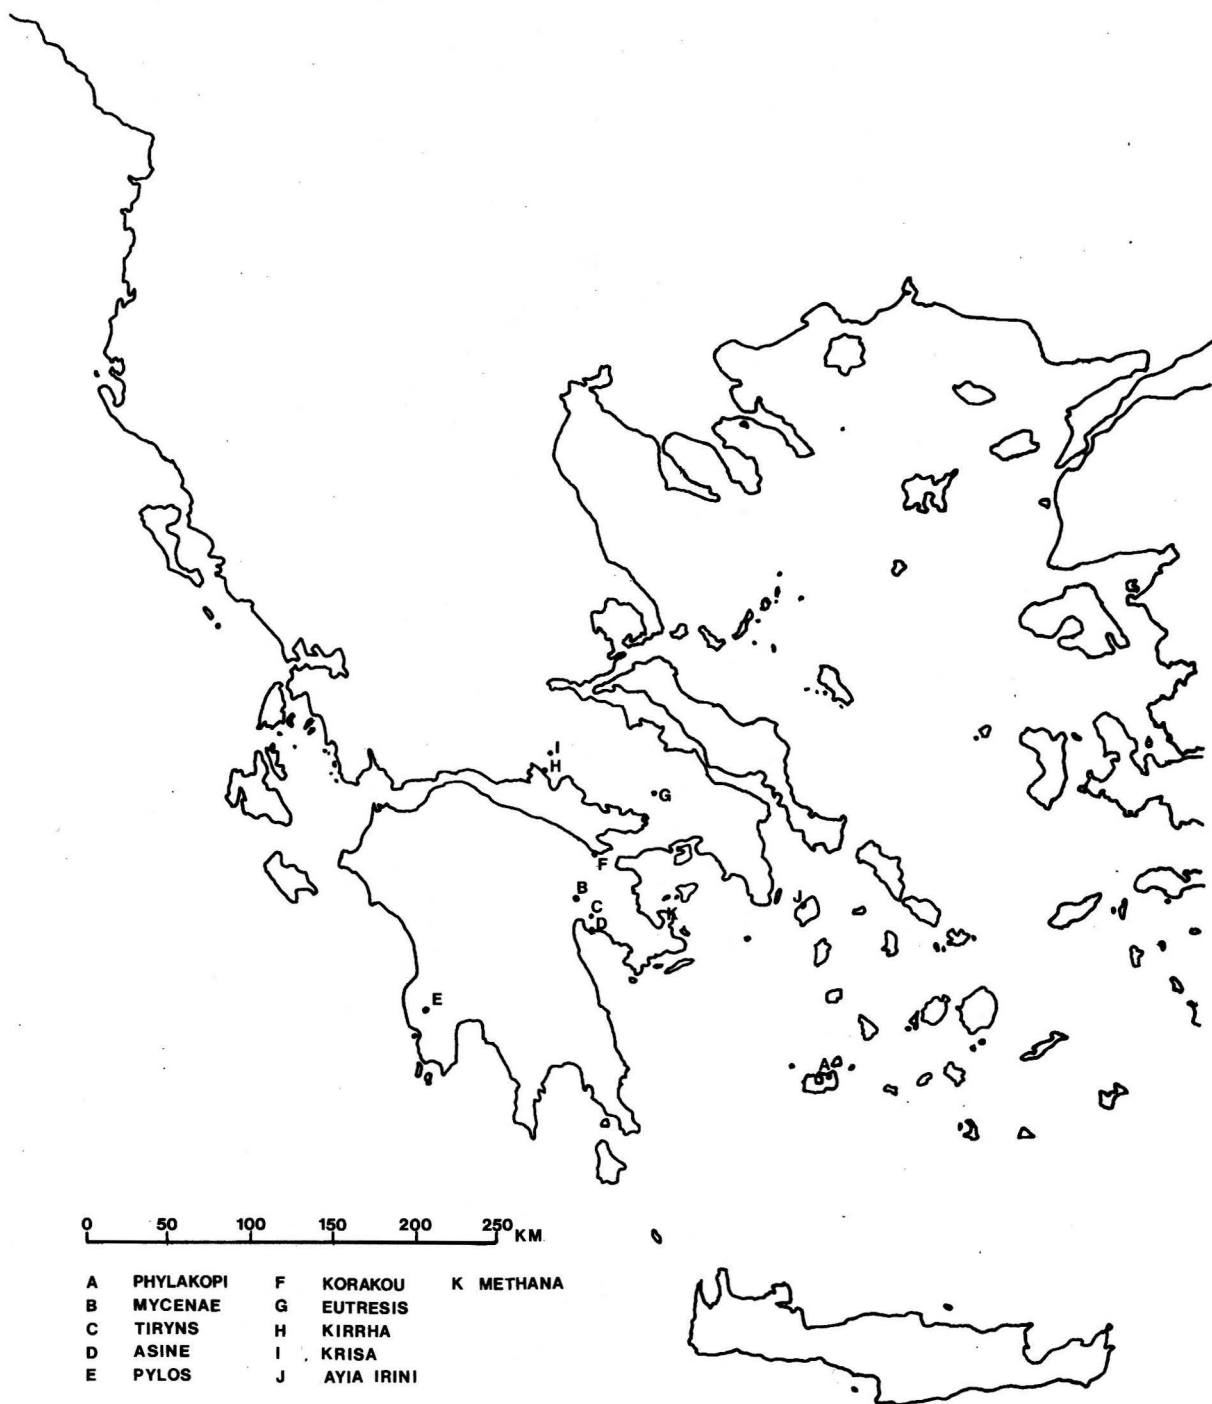 I
H
G
F
B
C
K
D
J
E
A
0 50 100 150 200 250 KM
A PHYLAKOPI F KORAKOU K METHANA
B MYCENAE G EUTRESIS
C TIRYNS H KIRRHA
D ASINE I KRISA
E PYLOS J AYIA IRINI